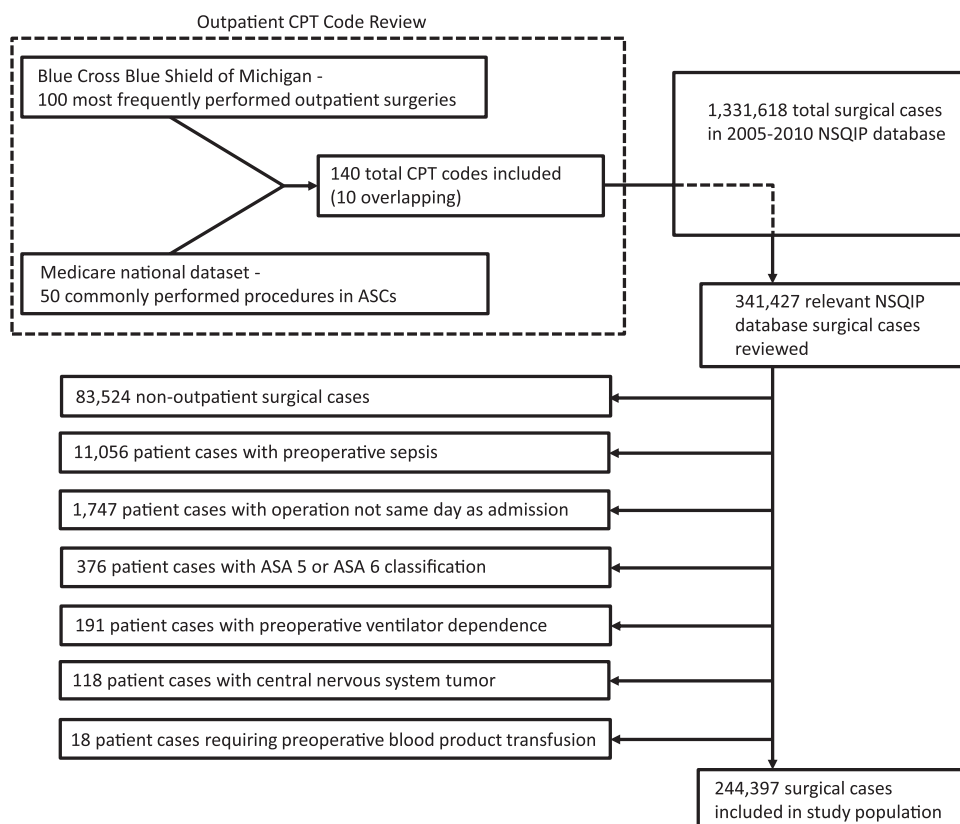 Outpatient CPT Code Review
Blue Cross Blue Shield of Michigan -
100 most frequently performed outpatient surgeries
140 total CPT codes included
(10 overlapping)
Medicare national dataset -
50 commonly performed procedures in ASCs
1,331,618 total surgical cases
in 2005-2010 NSQIP database
341,427 relevant NSQIP
database surgical cases
reviewed
83,524 non-outpatient surgical cases
11,056 patient cases with preoperative sepsis
1,747 patient cases with operation not same day as admission
376 patient cases with ASA 5 or ASA 6 classification
191 patient cases with preoperative ventilator dependence
118 patient cases with central nervous system tumor
18 patient cases requiring preoperative blood product transfusion
244,397 surgical cases
included in study population